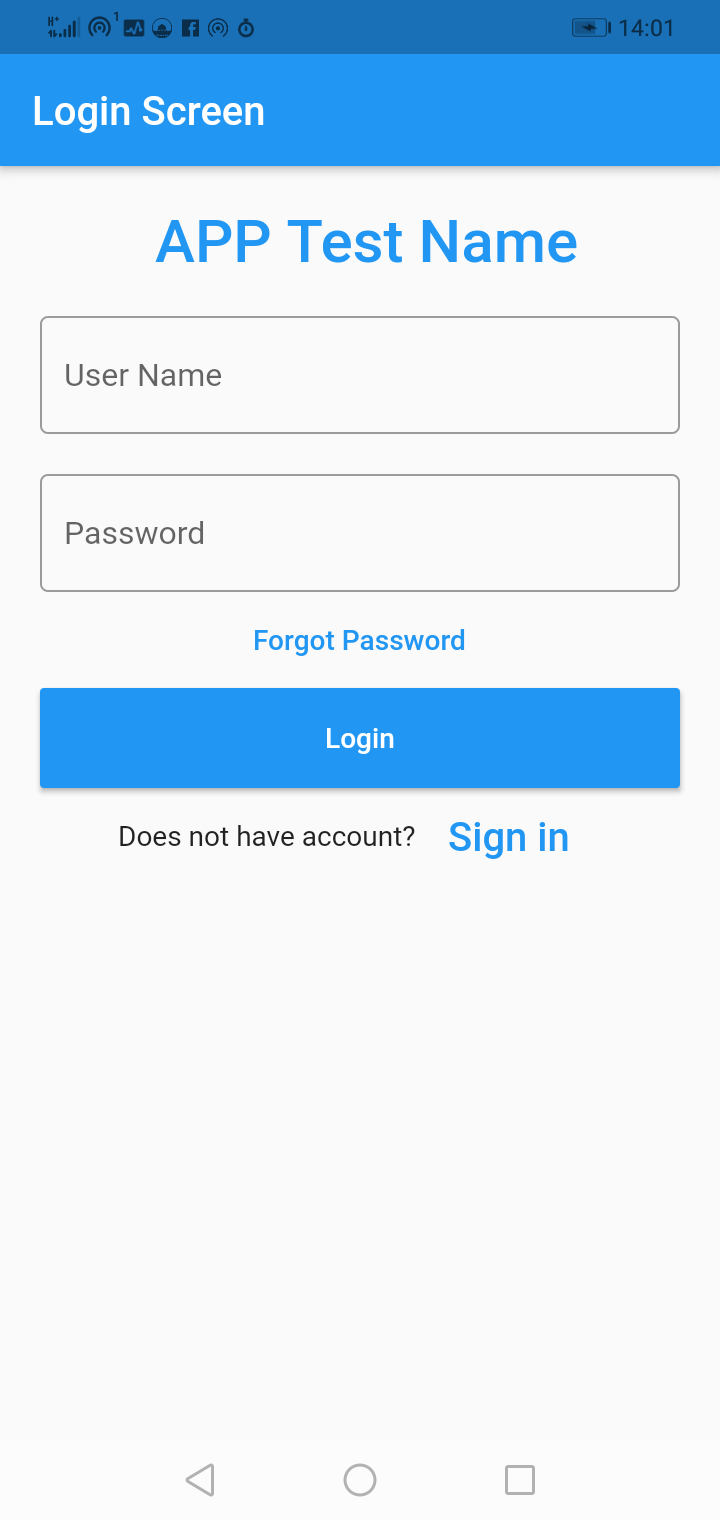 H+ 1 14:01
Login Screen
APP Test Name
User Name
Password
Forgot Password
Login
Does not have account? Sign in